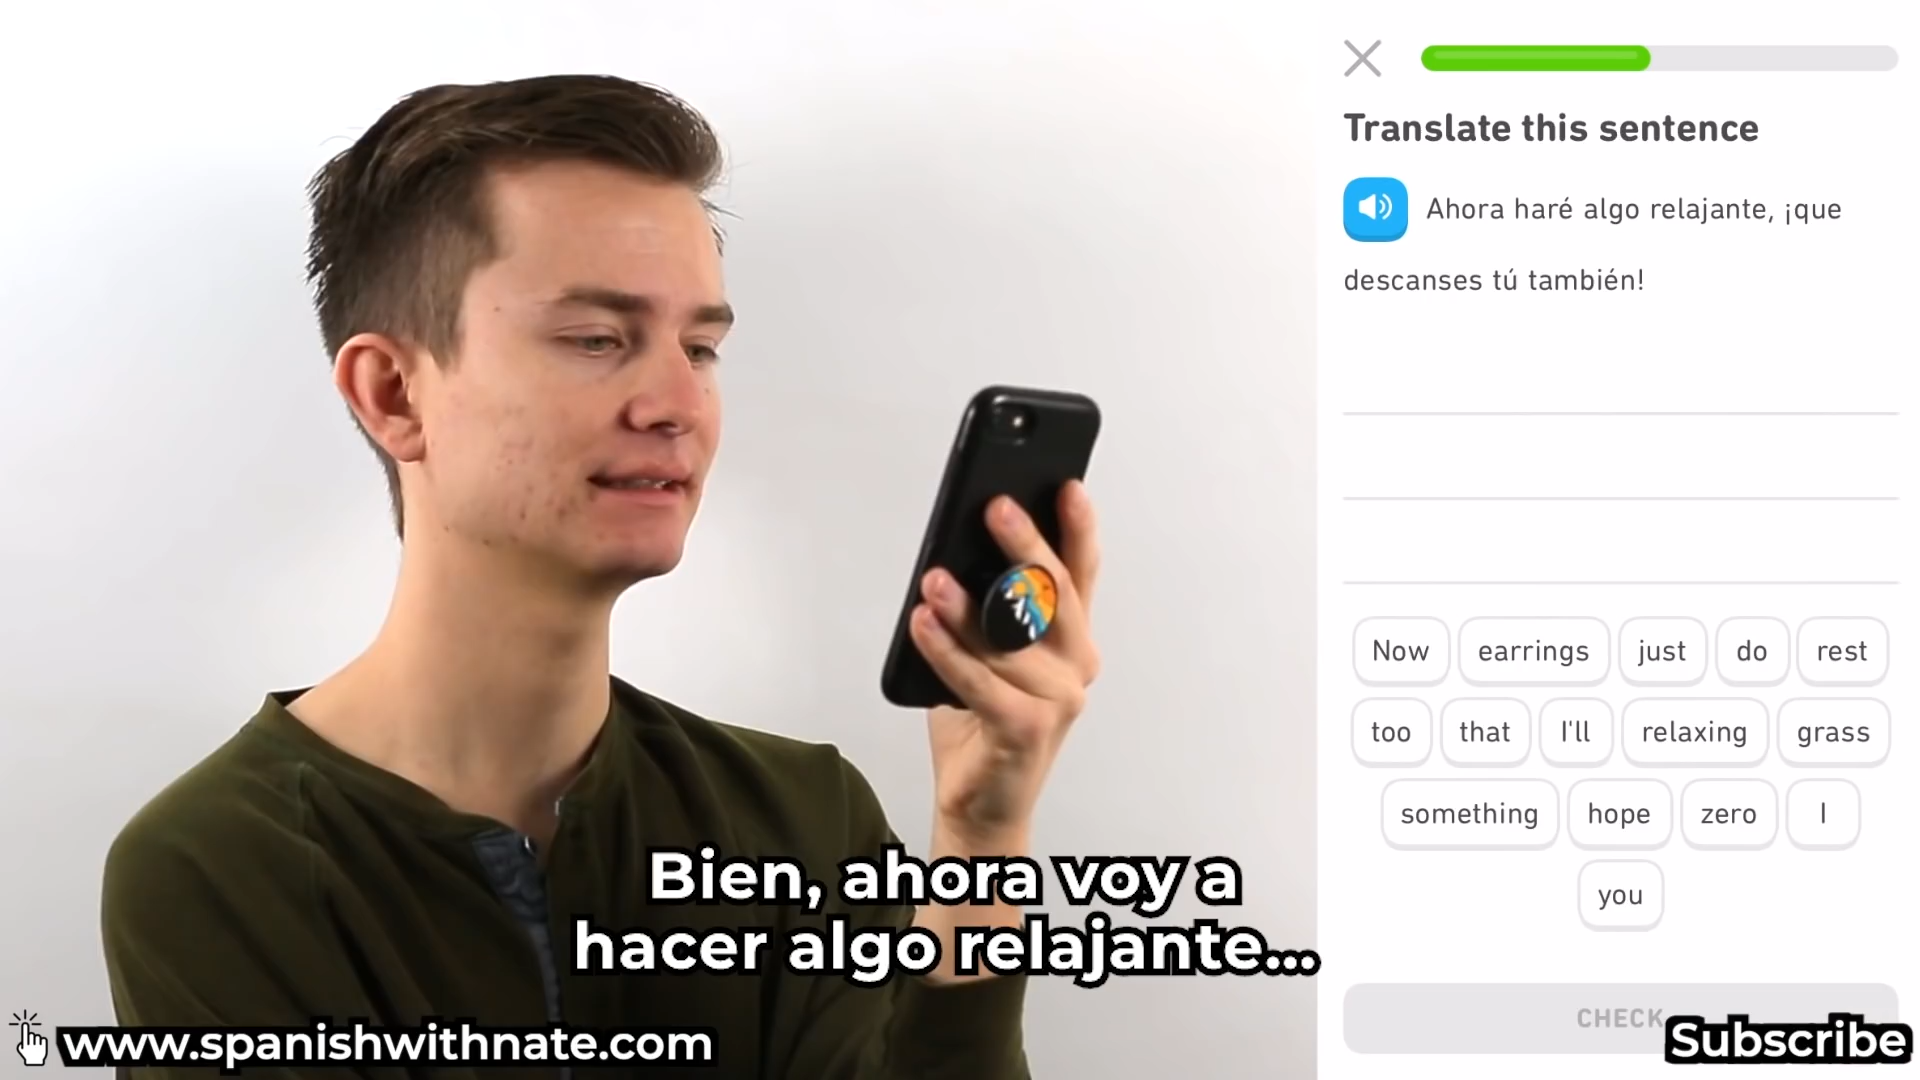 Translate this sentence
Ahora haré algo relajante, ¡que
descanses tú también!
Now earrings just do rest
too that I'll relaxing grass
something hope zero I
you
CHECK
Bien, ahora voy a
hacer algo relajante...
www.spanishwithnate.com
Subscribe